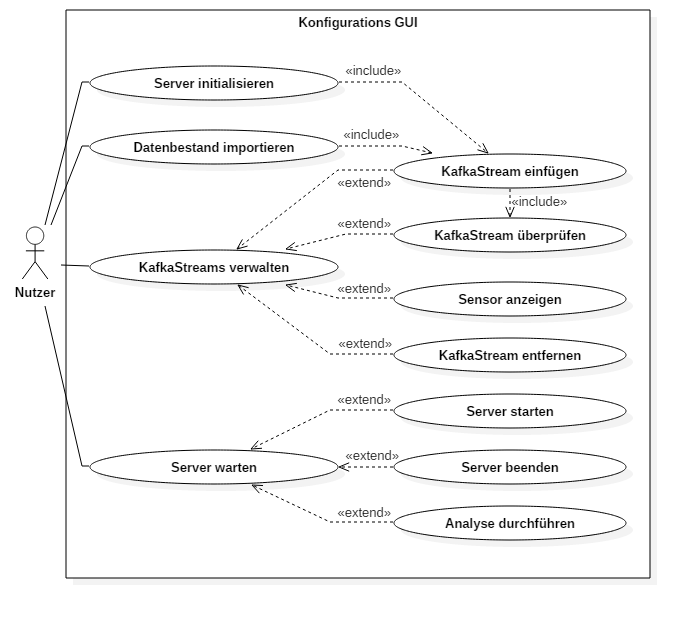 Konfigurations GUI
Server initialisieren
«include»
Datenbestand importieren
«include»
KafkaStream einfügen
«extend»
«include»
«extend»
KafkaStream überprüfen
KafkaStreams verwalten
Nutzer
«extend»
Sensor anzeigen
«extend»
KafkaStream entfernen
«extend»
Server starten
«extend»
Server warten
Server beenden
«extend»
Analyse durchführen